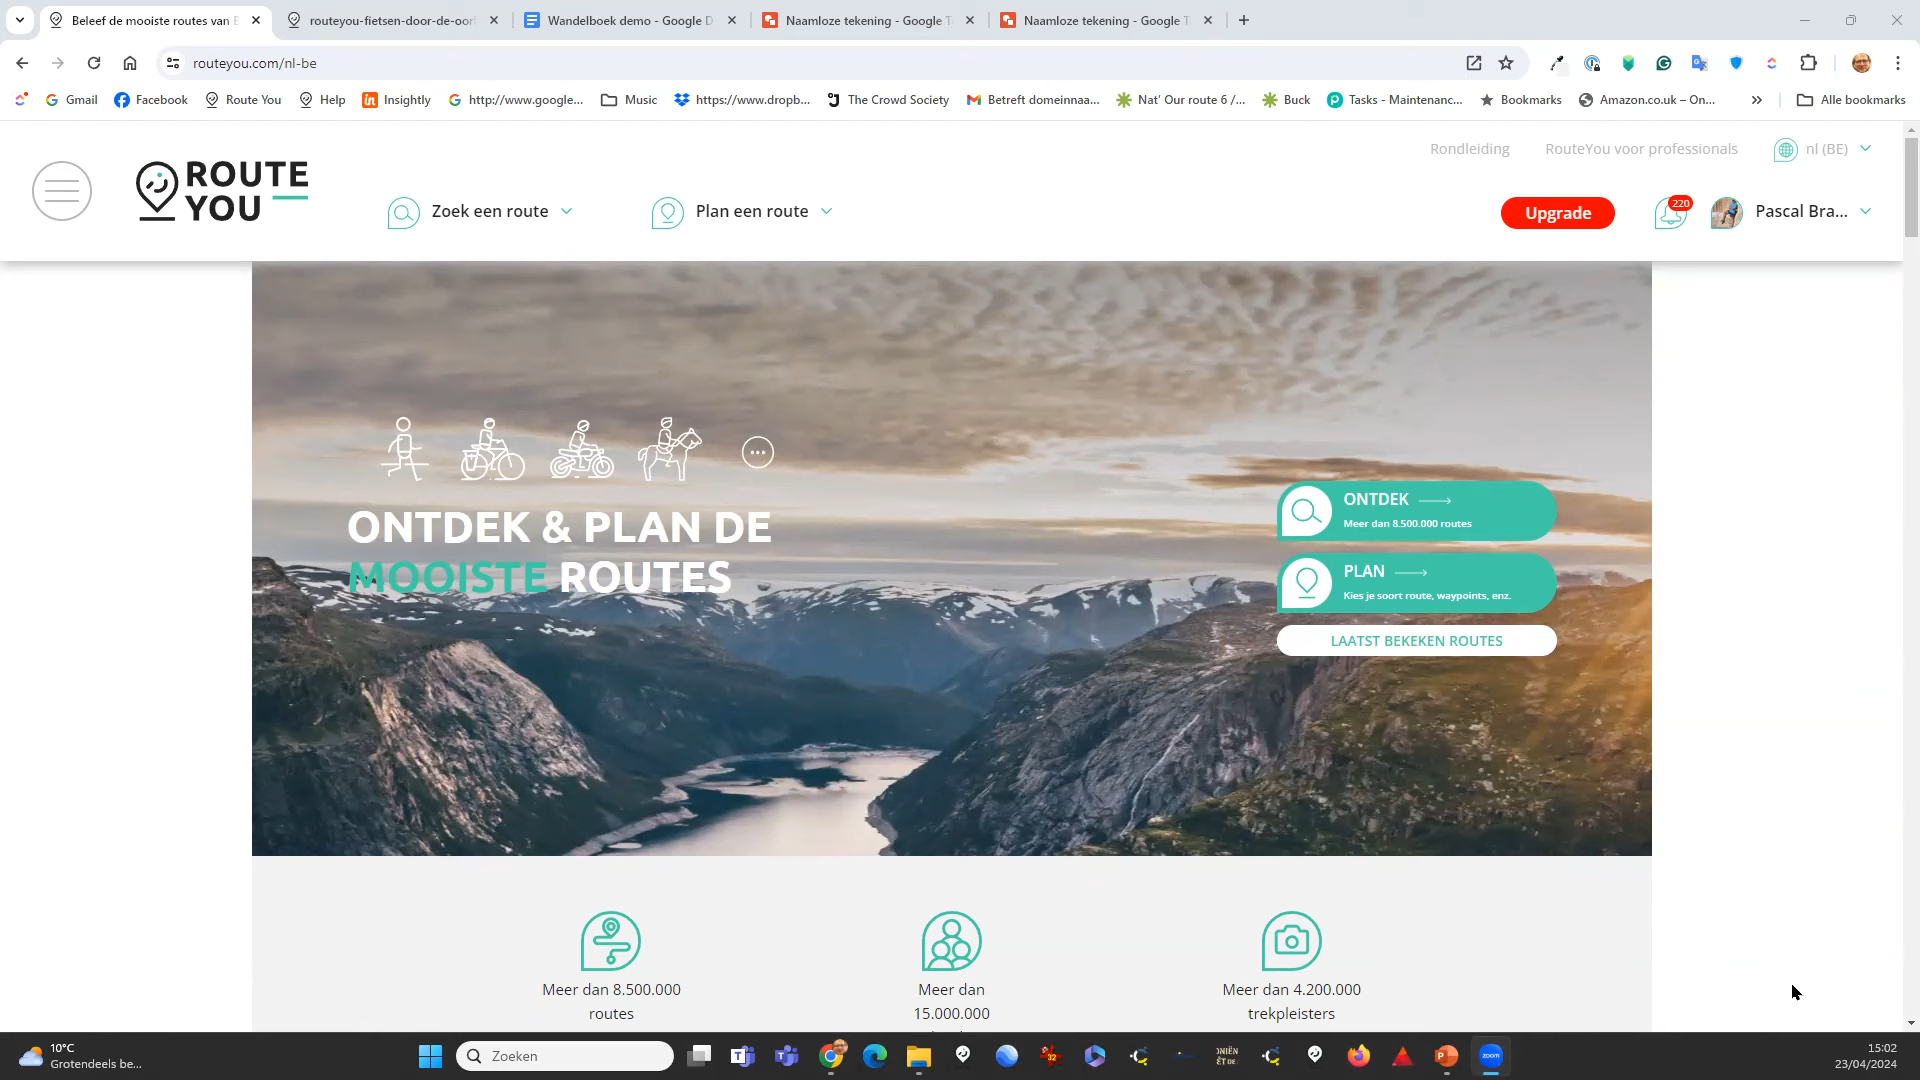 Beleef de mooiste routes van
routeyou-fietsen-door-de-oor
Wandelboek demo - Google D
Naamloze tekening - Google T
Naamloze tekening - Google T
routeyou.com/nl-be
Gmail
Facebook
Route You
Help
Insightly
http://www.google...
Music
https://www.dropb...
The Crowd Society
Betreft domeinnaa...
Nat' Our route 6 /...
Buck
Tasks - Maintenanc...
Bookmarks
Amazon.co.uk – On...
Alle bookmarks
Rondleiding
RouteYou voor professionals
nl (BE)
ROUTE
YOU
Zoek een route
Plan een route
Upgrade
220
Pascal Bra...
ONTDEK & PLAN DE
MOOISTE ROUTES
ONTDEK
Meer dan 8.500.000 routes
PLAN
Kies je soort route, waypoints, enz.
LAATST BEKEKEN ROUTES
Meer dan 8.500.000
routes
Meer dan
15.000.000
Meer dan 4.200.000
trekpleisters
10°C
Grotendeels be...
Zoeken
zoom
15:02
23/04/2024